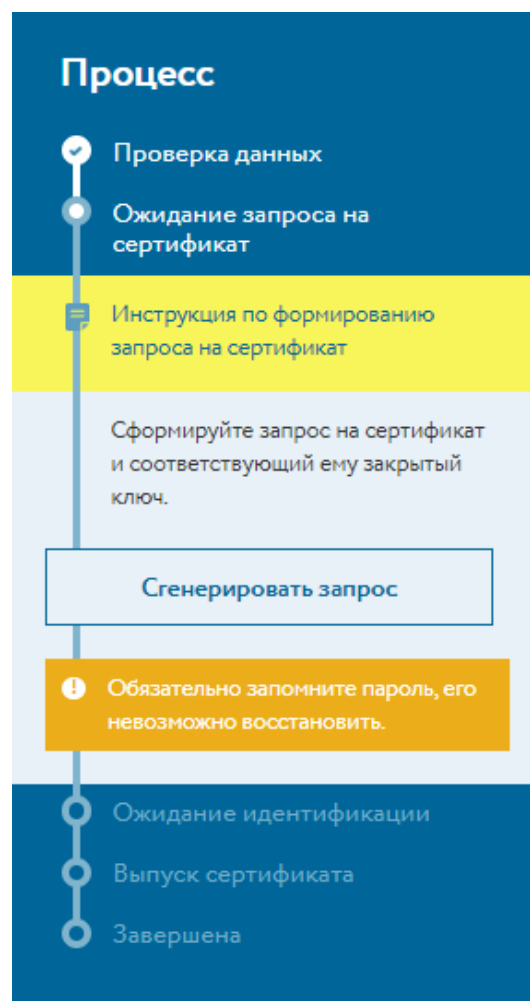 Процесс
Проверка данных
Ожидание запроса на
сертификат
Инструкция по формированию
запроса на сертификат
Сформируйте запрос на сертификат
и соответствующий ему закрытый
ключ.
Сгенерировать запрос
Обязательно запомните пароль, его
невозможно восстановить.
Ожидание идентификации
Выпуск сертификата
Завершена